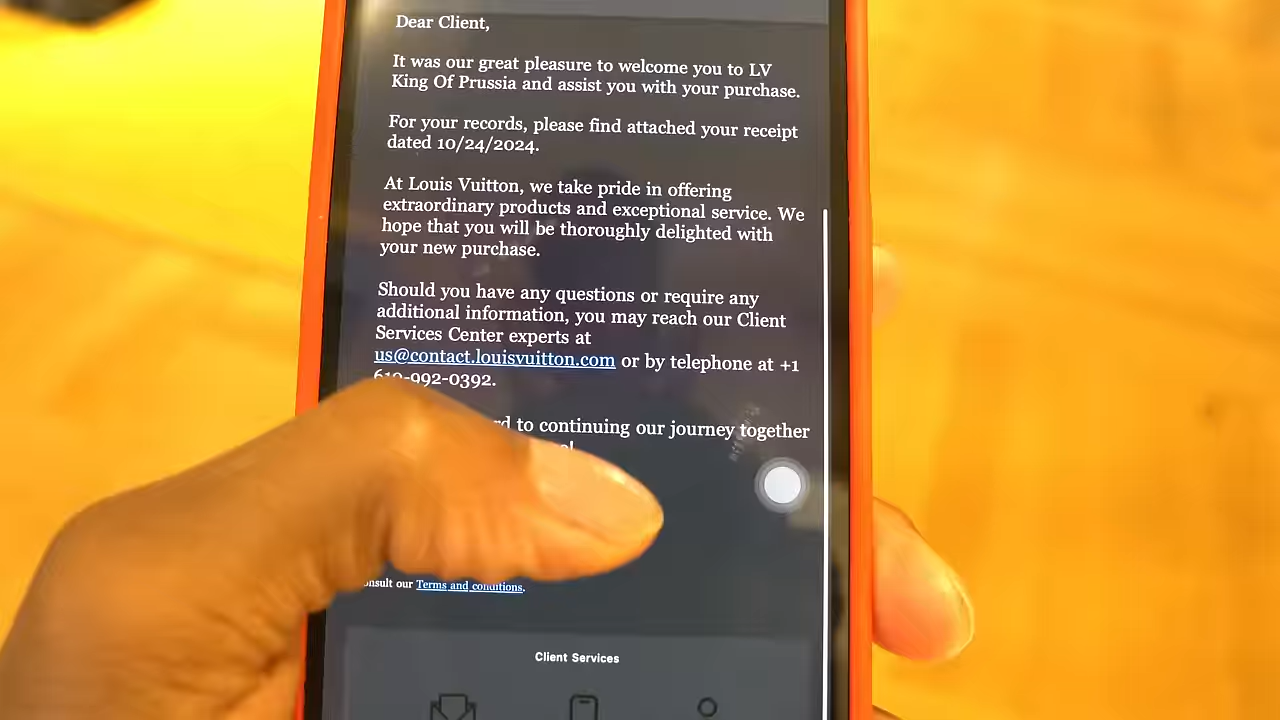 Dear Client,
It was our great pleasure to welcome you to LV
King Of Prussia and assist you with your purchase.
For your records, please find attached your receipt
dated 10/24/2024.
At Louis Vuitton, we take pride in offering
extraordinary products and exceptional service. We
hope that you will be thoroughly delighted with
your new purchase.
Should you have any questions or require any
additional information, you may reach our Client
Services Center experts at
us@contact.louisvuitton.com or by telephone at +1
-992-0392.
to continuing our journey together
our Terms and conditions.
Client Services